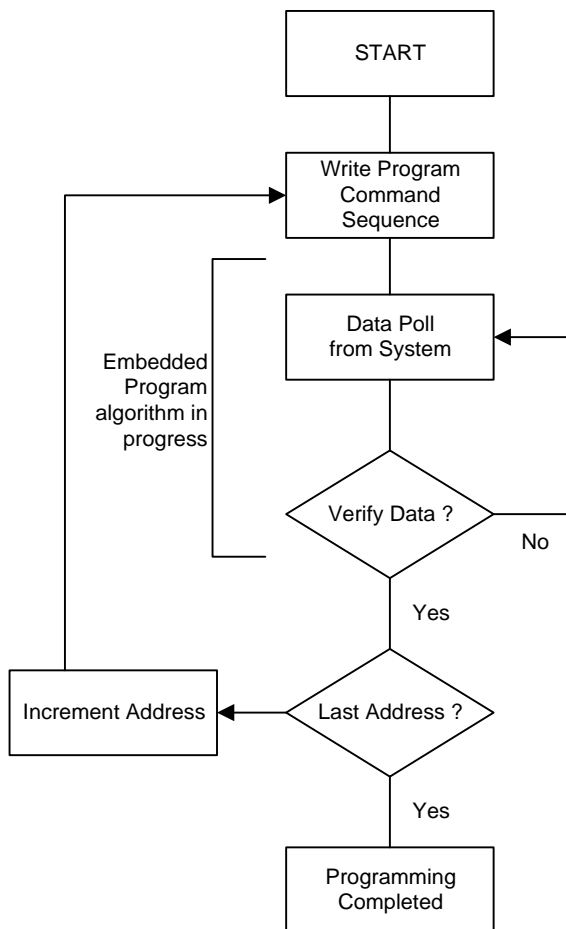 START
Write Program
Command
Sequence
Data Poll
from System
Embedded
Program
algorithm in
progress
Verify Data ?
No
Yes
Increment Address
Last Address ?
Yes
Programming
Completed